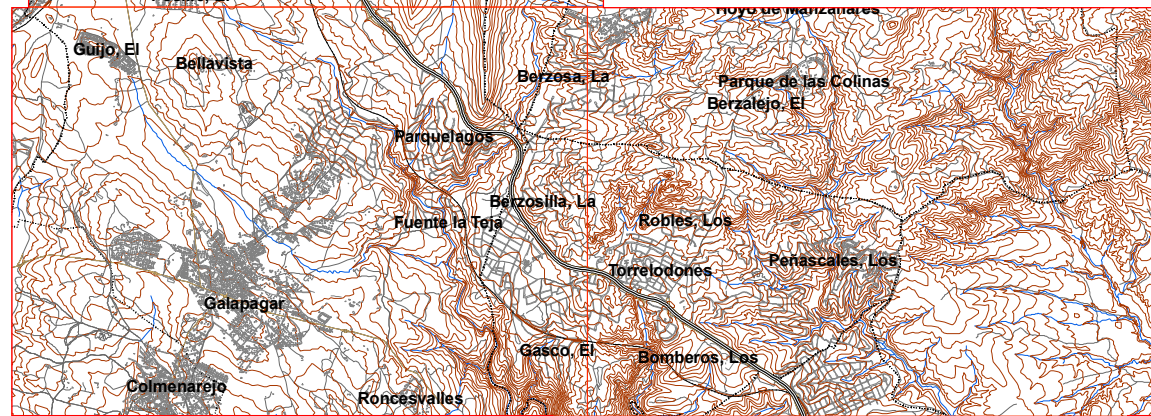 Hoyo de Manzanares
Guijo, El
Bellavista
Berzosa, La
Parque de las Colinas
Berzalejo, El
Parquelagos
Berzosilla, La
Fuente la Teja
Robles, Los
Peñascales, Los
Torrelodones
Galapagar
Gasco, El
Bomberos, Los
Colmenarejo
Roncesvalles